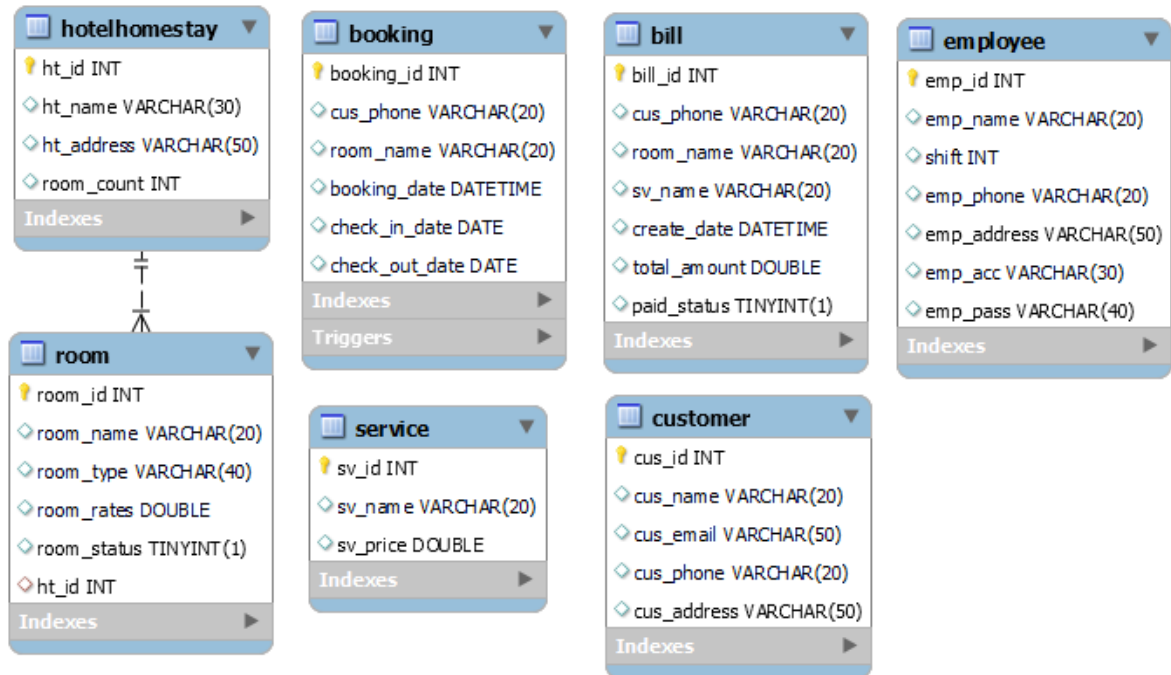 hotelhomestay
ht_id INT
ht_name VARCHAR(30)
ht_address VARCHAR(50)
room_count INT
Indexes
booking
booking_id INT
cus_phone VARCHAR(20)
room_name VARCHAR(20)
booking_date DATETIME
check_in_date DATE
check_out_date DATE
Indexes
Triggers
bill
bill_id INT
cus_phone VARCHAR(20)
room_name VARCHAR(20)
sv_name VARCHAR(20)
create_date DATETIME
total_amount DOUBLE
paid_status TINYINT(1)
Indexes
employee
emp_id INT
emp_name VARCHAR(20)
shift INT
emp_phone VARCHAR(20)
emp_address VARCHAR(50)
emp_acc VARCHAR(30)
emp_pass VARCHAR(40)
Indexes
room
room_id INT
room_name VARCHAR(20)
room_type VARCHAR(40)
room_rates DOUBLE
room_status TINYINT(1)
ht_id INT
Indexes
service
sv_id INT
sv_name VARCHAR(20)
sv_price DOUBLE
Indexes
customer
cus_id INT
cus_name VARCHAR(20)
cus_email VARCHAR(50)
cus_phone VARCHAR(20)
cus_address VARCHAR(50)
Indexes